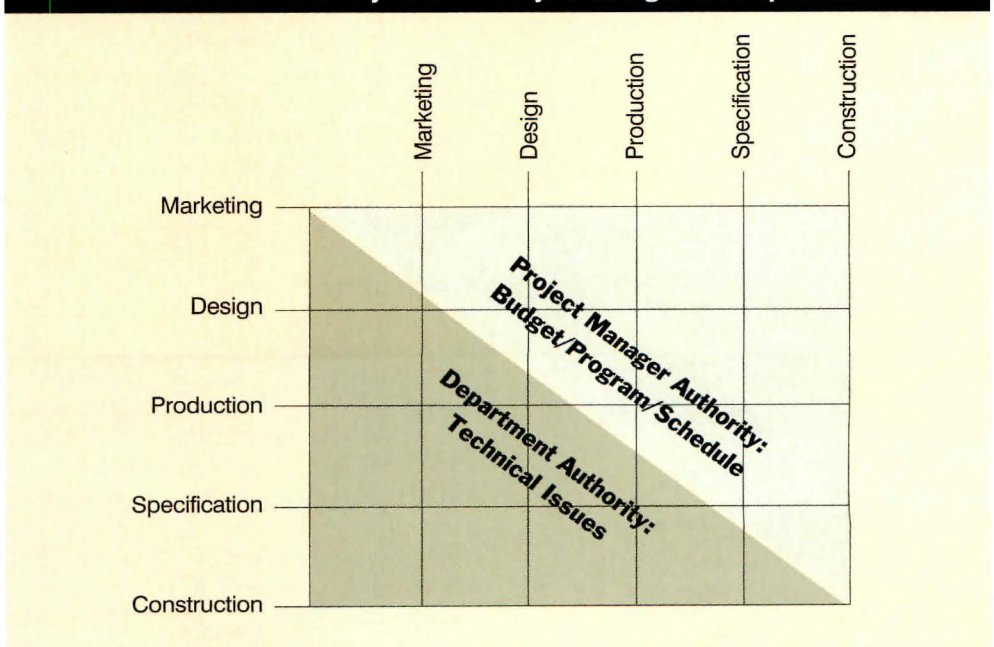 Marketing
Design
Production
Specification
Construction
Marketing
Design
Production
Specification
Construction
Project Manager Authority:
Budget/Program/Schedule
Department Authority:
Technical Issues